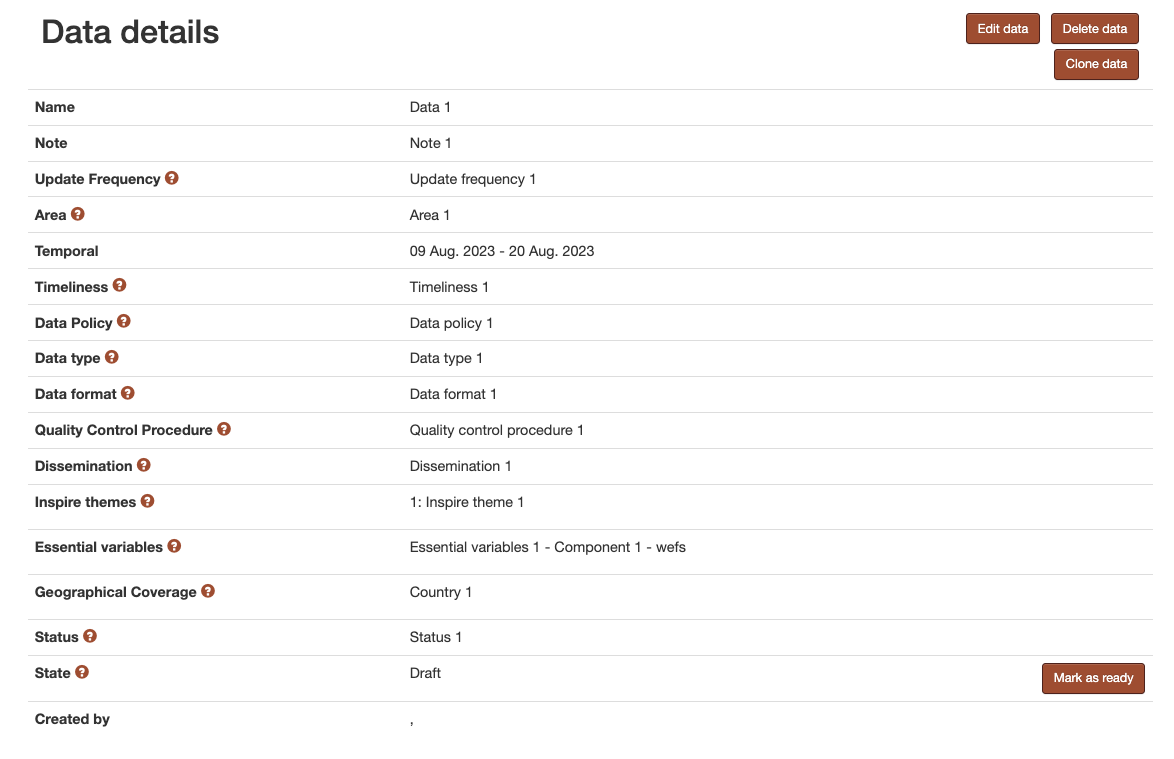 Data details
Edit data
Delete data
Clone data
Name Data 1
Note Note 1
Update Frequency ? Update frequency 1
Area ? Area 1
Temporal 09 Aug. 2023 - 20 Aug. 2023
Timeliness ? Timeliness 1
Data Policy ? Data policy 1
Data type ? Data type 1
Data format ? Data format 1
Quality Control Procedure ? Quality control procedure 1
Dissemination ? Dissemination 1
Inspire themes ? 1: Inspire theme 1
Essential variables ? Essential variables 1 - Component 1 - wefs
Geographical Coverage ? Country 1
Status ? Status 1
State ? Draft Mark as ready
Created by ,